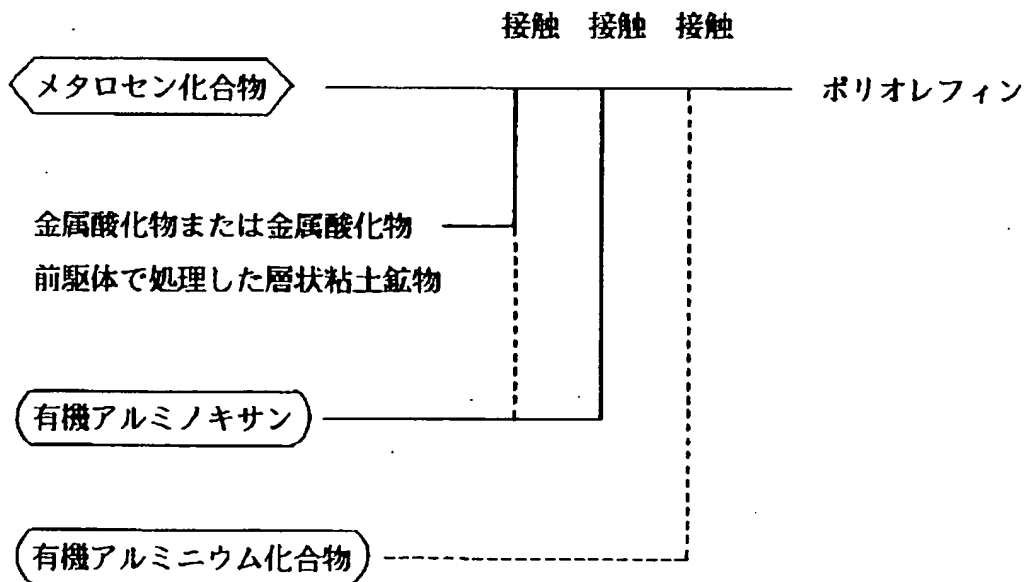 接触 接触 接触
メタロセン化合物
ポリオレフィン
金属酸化物または金属酸化物
前駆体で処理した層状粘土鉱物
有機アルミノキサン
有機アルミニウム化合物